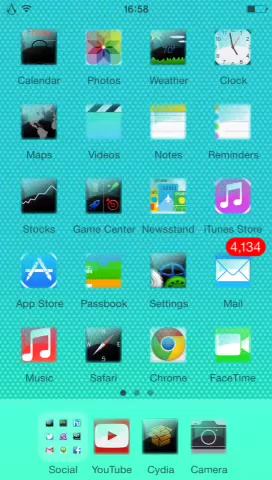 16:58
Calendar Photos Weather Clock
Maps Videos Notes Reminders
Stocks Game Center Newsstand iTunes Store
4,134
App Store Passbook Settings Mail
Music Safari Chrome FaceTime
Social YouTube Cydia Camera